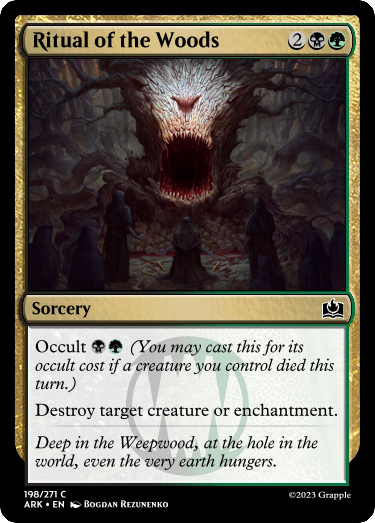 Ritual of the Woods 2
Sorcery
Occult (You may cast this for its
occult cost if a creature you control died this
turn.)
Destroy target creature or enchantment.
Deep in the Weepwood, at the hole in the
world, even the very earth hungers.
198/271 C
ARK • EN Bogdan Rezunenko
©2023 Grapple